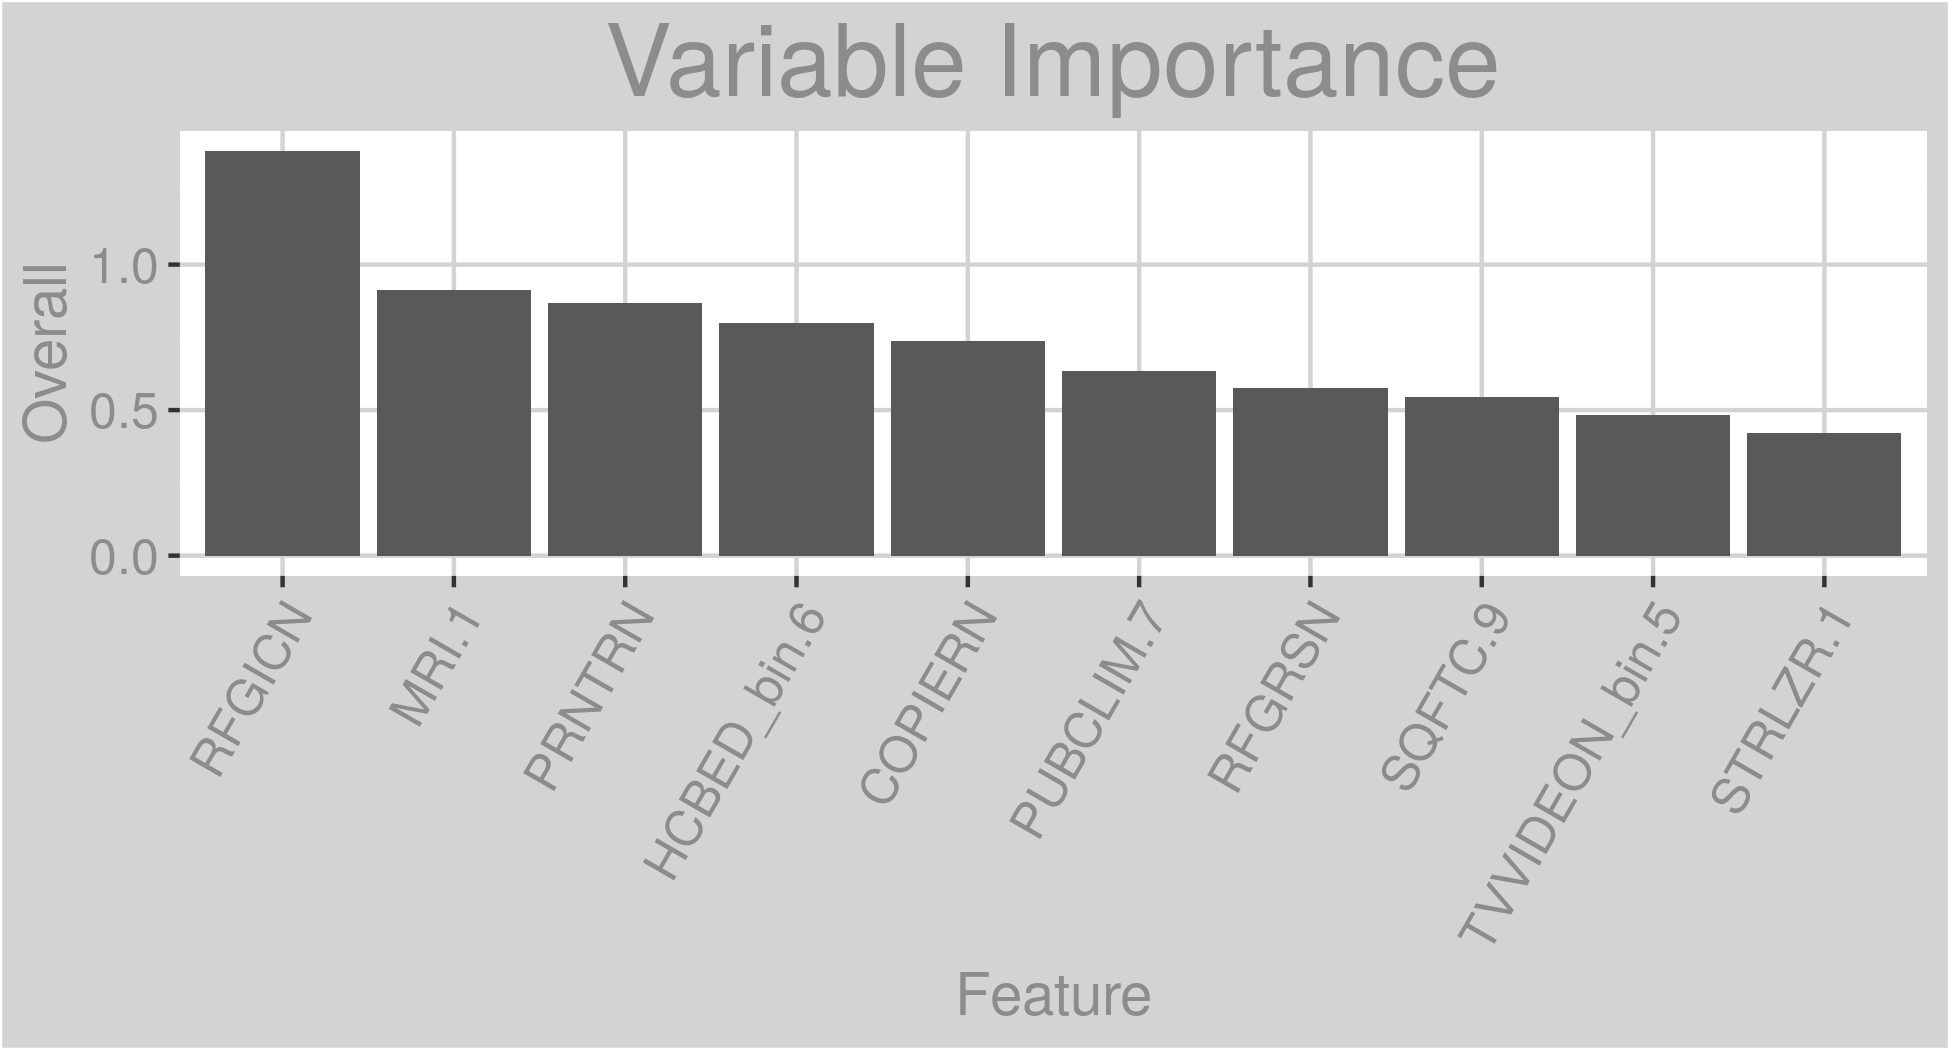 Variable Importance
Overall
1.0
0.5
0.0
RFGICN
MRI.1
PRNTRN
HCBED_bin.6
COPIERN
PUBCLIM.7
RFGRSN
SQFTC.9
TVVIDEON_bin.5
STRLZR.1
Feature